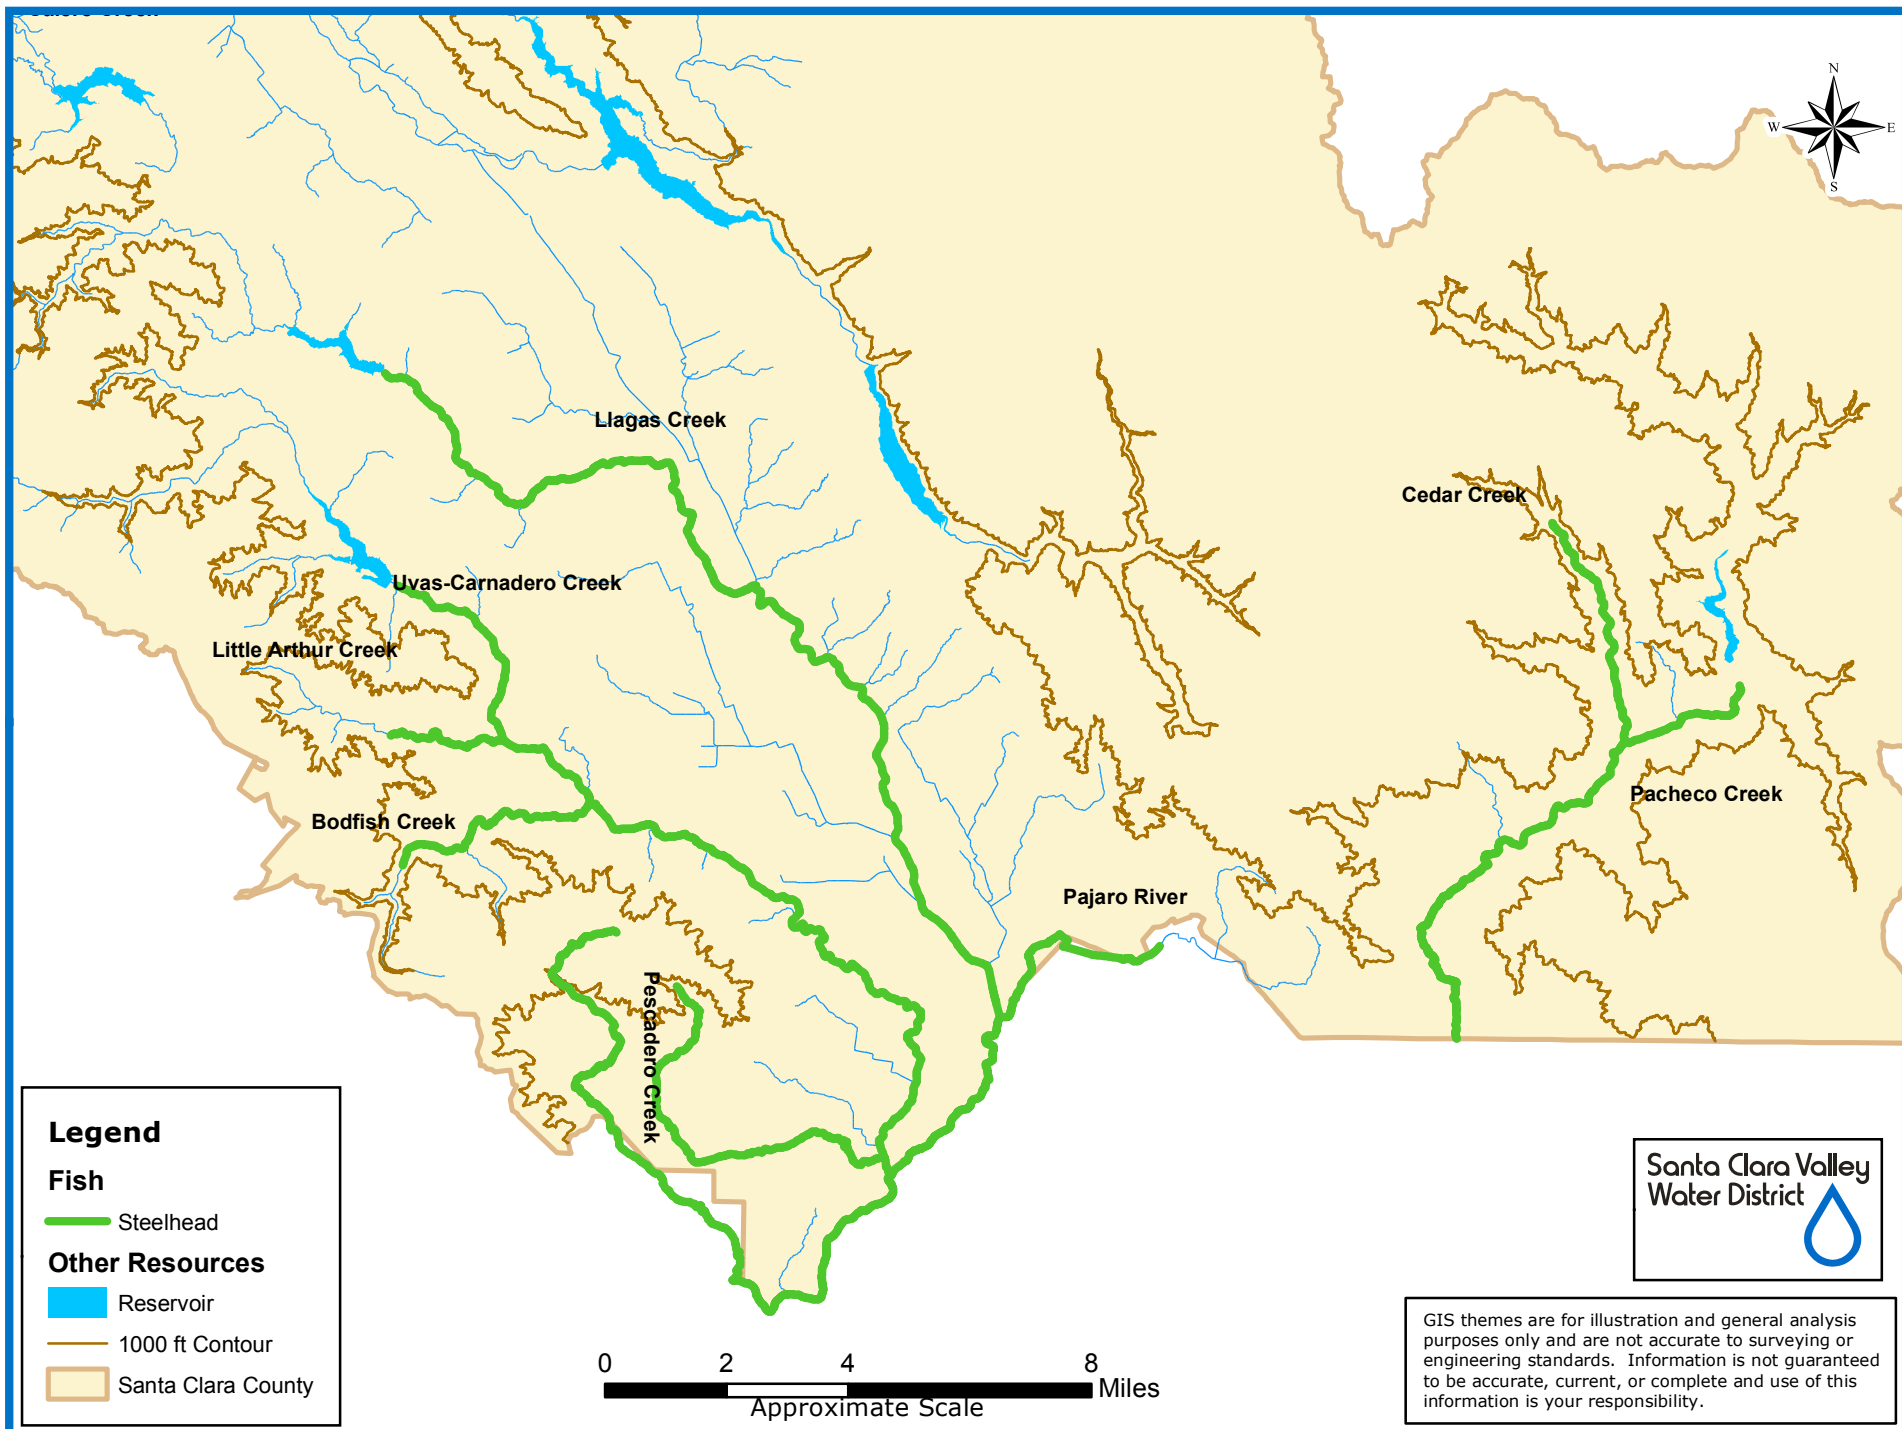 N
W
E
S
Llagas Creek
Cedar Creek
Uvas-Carnadero Creek
Little Arthur Creek
Pacheco Creek
Bodfish Creek
Pajaro River
Pescadero Creek
Legend
Fish
Steelhead
Other Resources
Reservoir
1000 ft Contour
Santa Clara County
0 2 4 8
Miles
Approximate Scale
Santa Clara Valley
Water District
GIS themes are for illustration and general analysis
purposes only and are not accurate to surveying or
engineering standards. Information is not guaranteed
to be accurate, current, or complete and use of this
information is your responsibility.